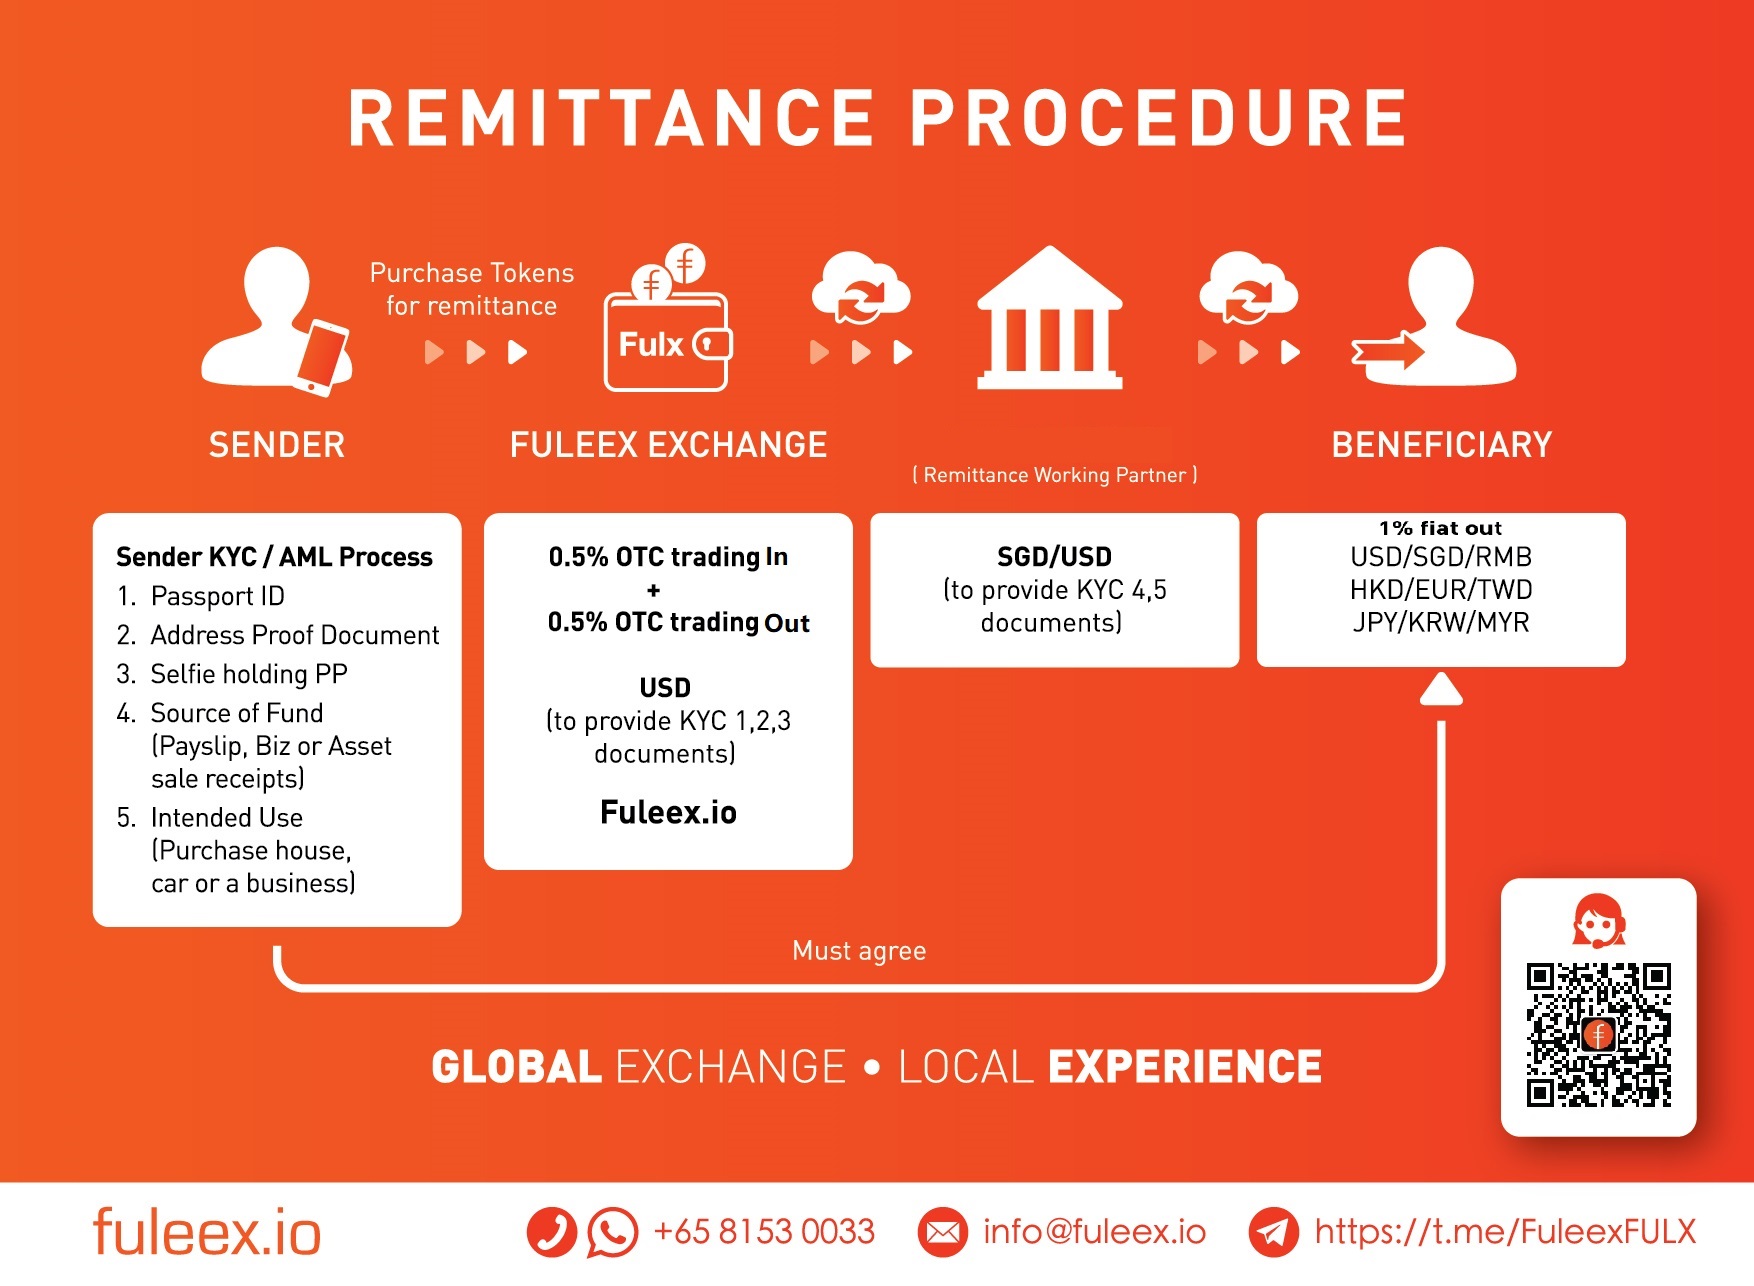 REMITTANCE PROCEDURE
Purchase Tokens
for remittance
Fulx
SENDER
FULEEX EXCHANGE
( Remittance Working Partner )
BENEFICIARY
Sender KYC / AML Process
1. Passport ID
2. Address Proof Document
3. Selfie holding PP
4. Source of Fund
(Payslip, Biz or Asset
sale receipts)
5. Intended Use
(Purchase house,
car or a business)
0.5% OTC trading In
+
0.5% OTC trading Out
USD
(to provide KYC 1,2,3
documents)
Fuleex.io
SGD/USD
(to provide KYC 4,5
documents)
1% fiat out
USD/SGD/RMB
HKD/EUR/TWD
JPY/KRW/MYR
Must agree
GLOBAL EXCHANGE • LOCAL EXPERIENCE
fuleex.io
+65 8153 0033
info@fuleex.io
https://t.me/FuleexFULX